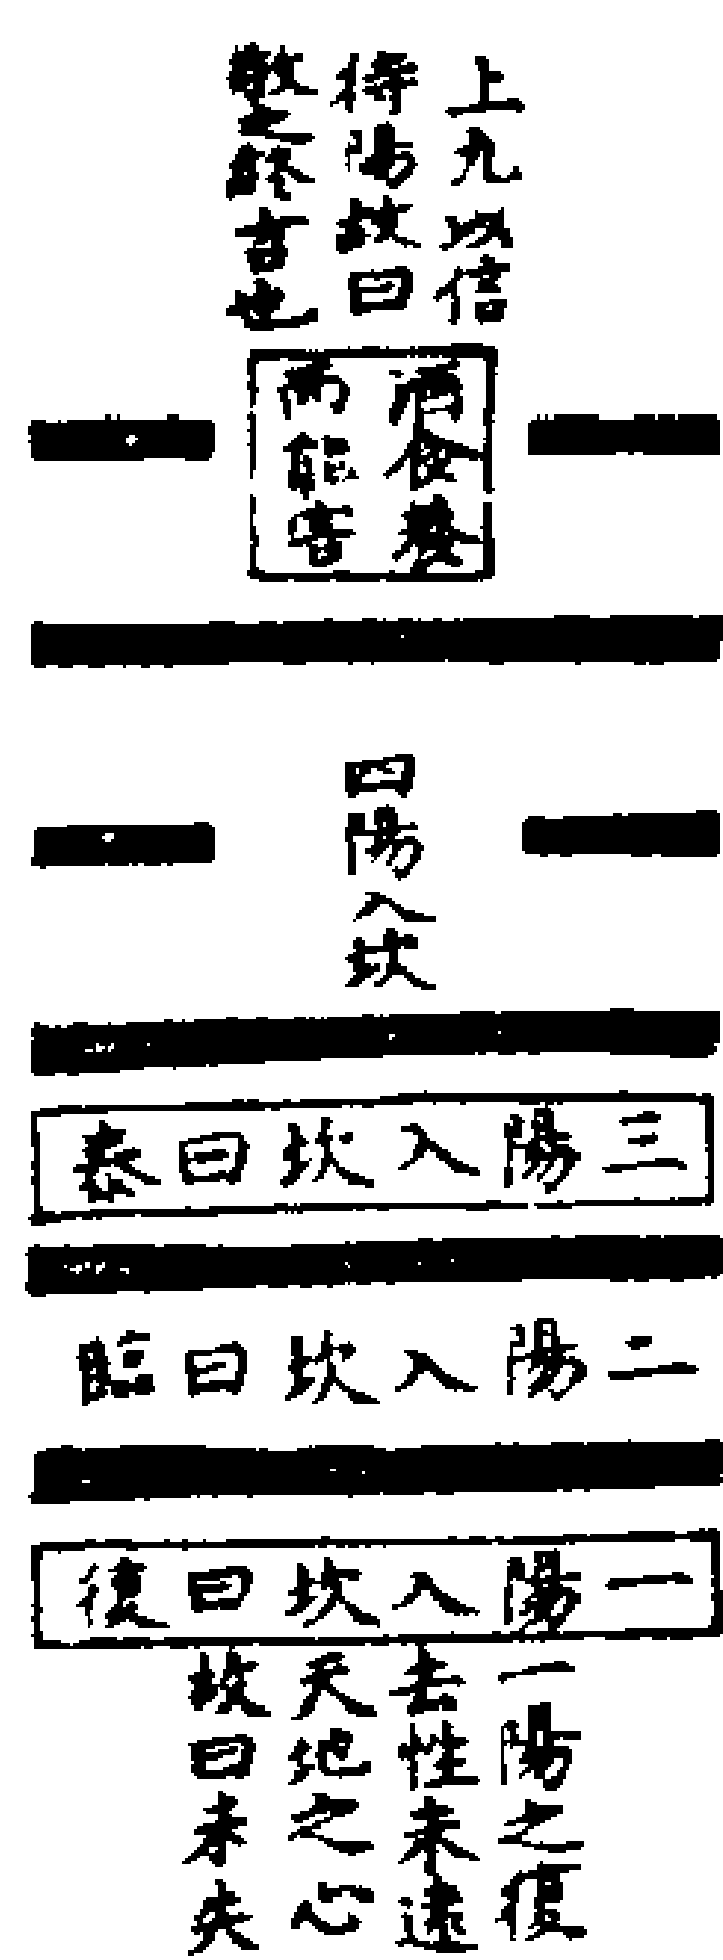 上九以信
待陽故曰
敬之終吉也
酒食養
而能害
四陽入坎
三陽入坎曰泰
二陽入坎曰臨
一陽入坎曰復
一陽之復
去性未遠
天地之心
故曰未失